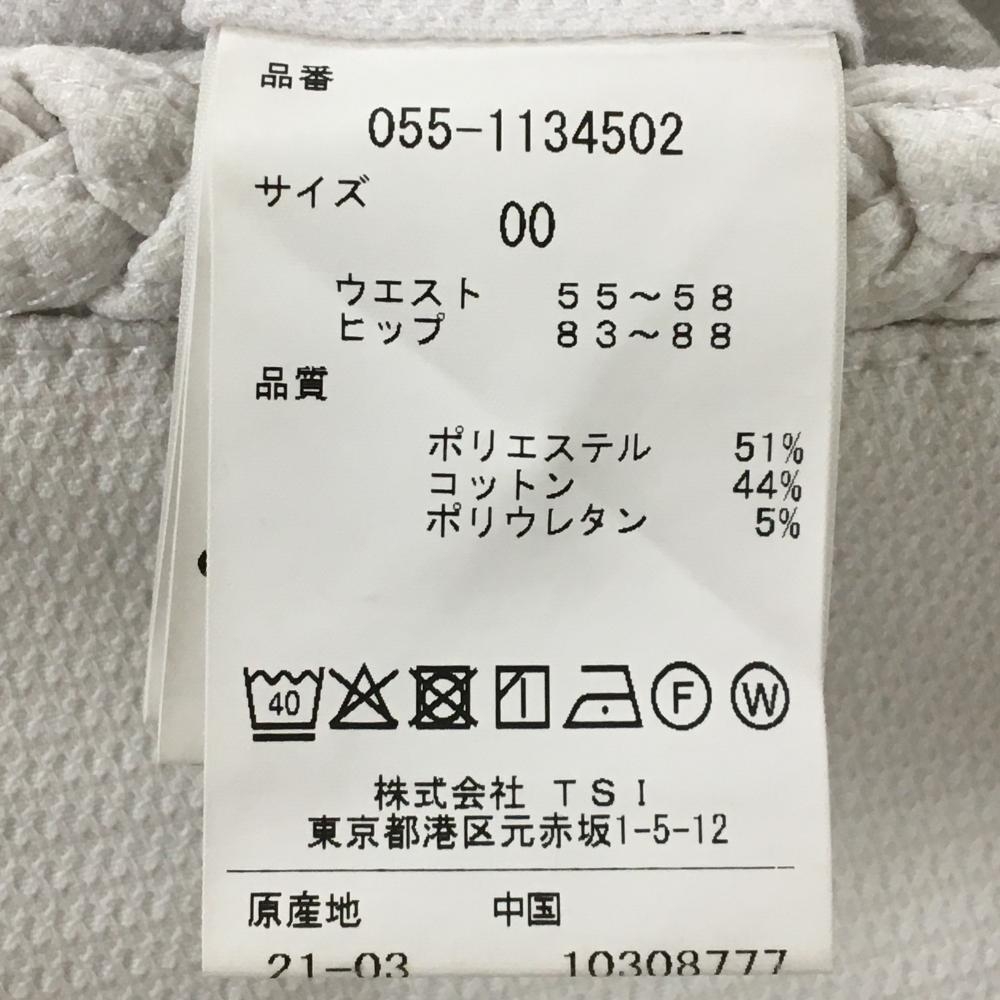 品番
055-1134502
サイズ
00
ウエスト 55～58
ヒップ 83～88
品質
ポリエステル 51%
コットン 44%
ポリウレタン 5%
40 F W
株式会社 TSI
東京都港区元赤坂1-5-12
原産地 中国
21-03 10308777